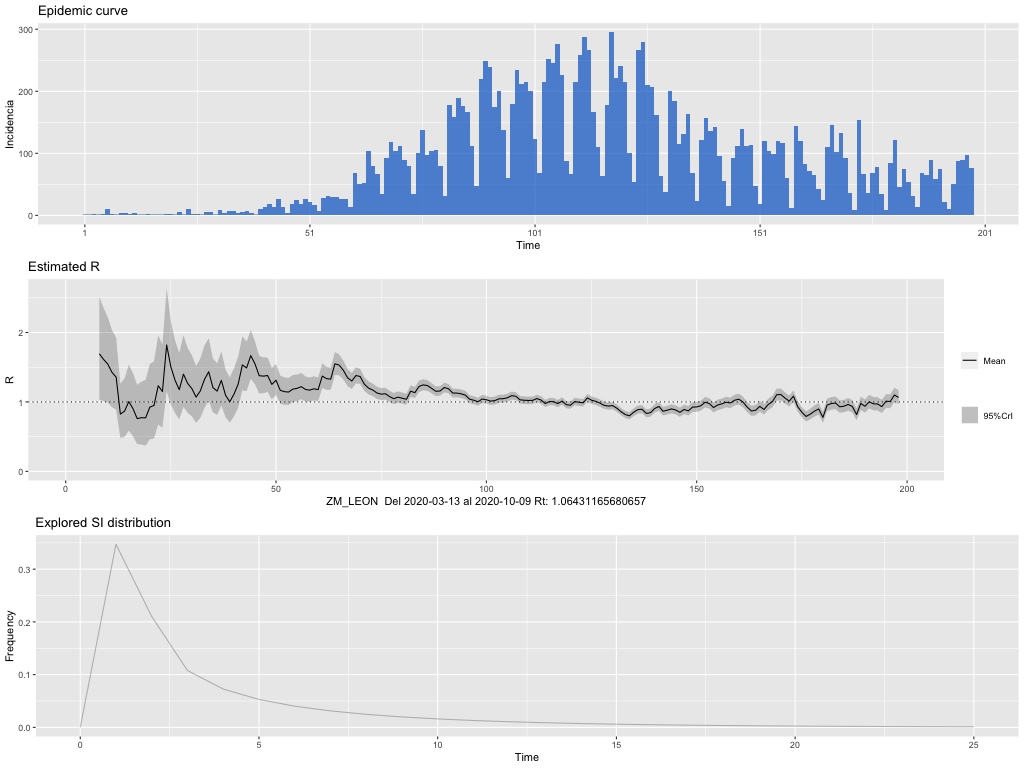 Epidemic curve
300
200
100
0
Incidencia
1 51 101 151 201
Time
Estimated R
2
1
0
R
Mean
95%CrI
0 50 100 150 200
ZM_LEON Del 2020-03-13 al 2020-10-09 Rt: 1.06431165680657
Explored SI distribution
0.3
0.2
0.1
0.0
Frequency
0 5 10 15 20 25
Time